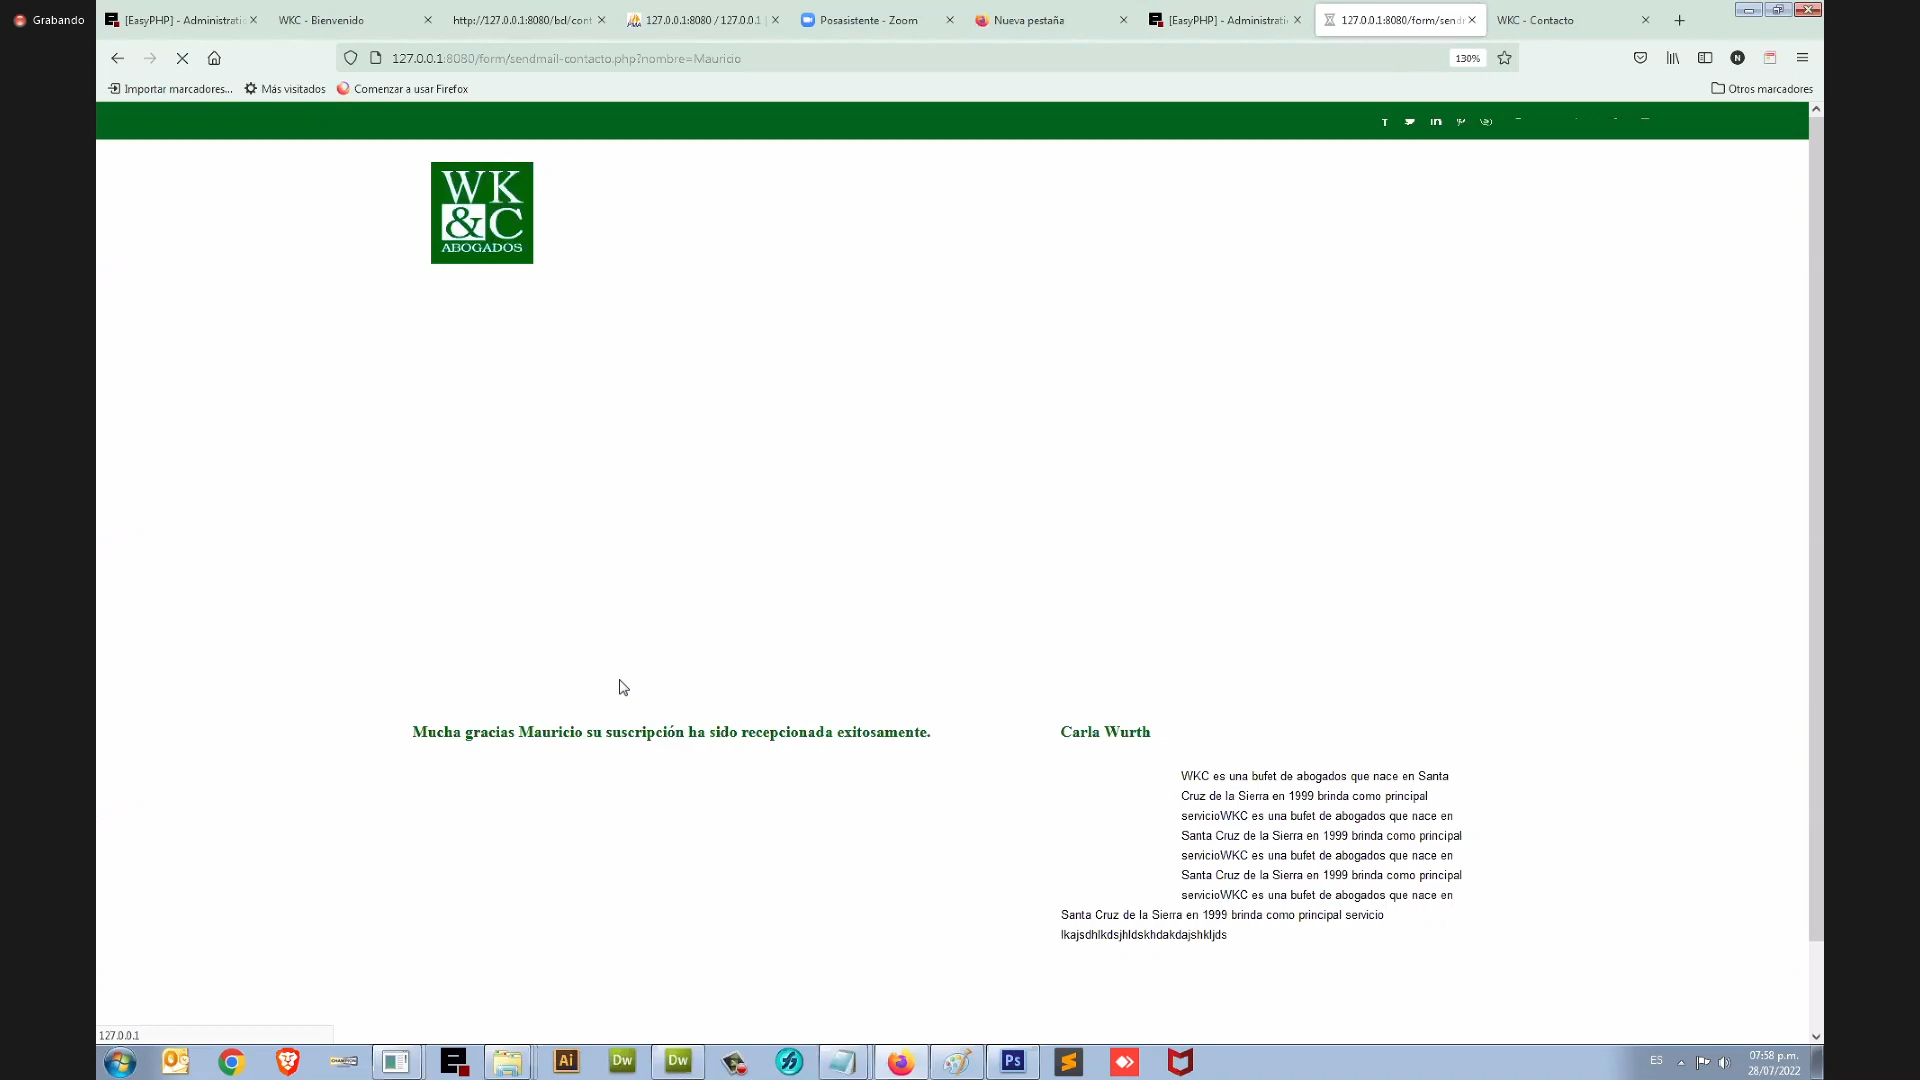 Grabando
[EasyPHP] - Administratic
WKC - Bienvenido
http://127.0.0.1:8080/bd/cont
127.0.0.1:8080 / 127.0.0.1 |
Posasistente - Zoom
Nueva pestaña
[EasyPHP] - Administratic
127.0.0.1:8080/form/sendm
WKC - Contacto
127.0.0.1:8080/form/sendmail-contacto.php?nombre=Mauricio
130%
N
Importar marcadores...
Más visitados
Comenzar a usar Firefox
Otros marcadores
WK
&C
ABOGADOS
Mucha gracias Mauricio su suscripción ha sido recepcionada exitosamente.
Carla Wurth
WKC es una bufet de abogados que nace en Santa
Cruz de la Sierra en 1999 brinda como principal
servicioWKC es una bufet de abogados que nace en
Santa Cruz de la Sierra en 1999 brinda como principal
servicioWKC es una bufet de abogados que nace en
Santa Cruz de la Sierra en 1999 brinda como principal
servicioWKC es una bufet de abogados que nace en
Santa Cruz de la Sierra en 1999 brinda como principal servicio
lkajsdhlkdsjhldskhdakdajshkljds
127.0.0.1
Ai
Dw
Dw
Ps
ES
07:58 p.m.
28/07/2022